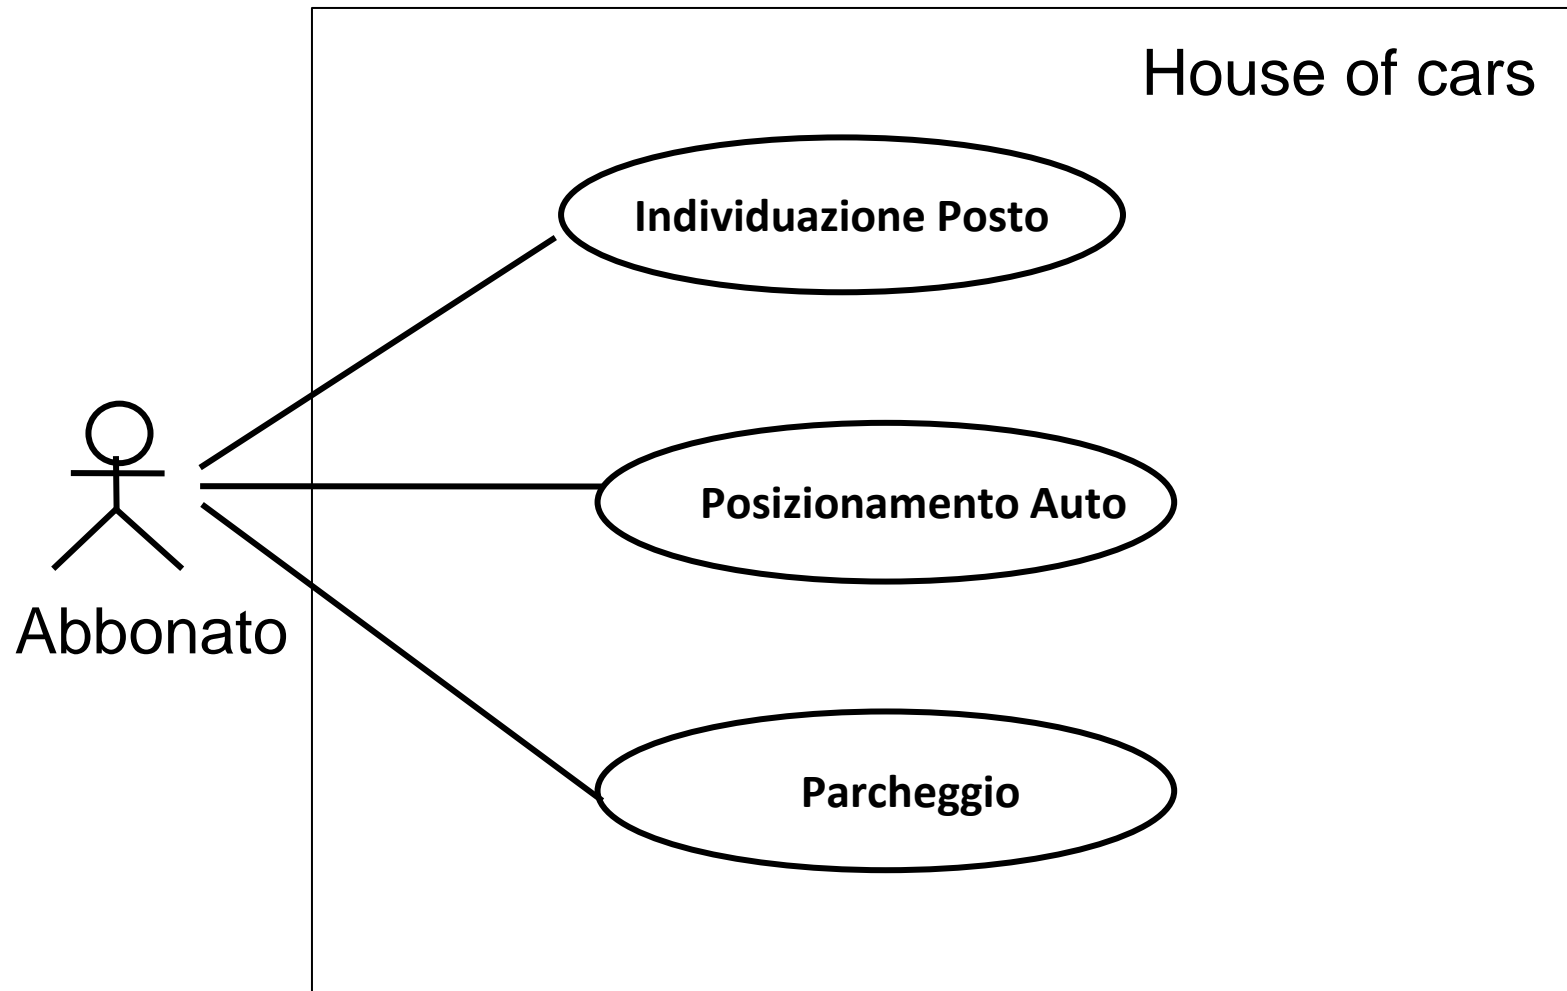 House of cars
Individuazione Posto
Posizionamento Auto
Abbonato
Parcheggio